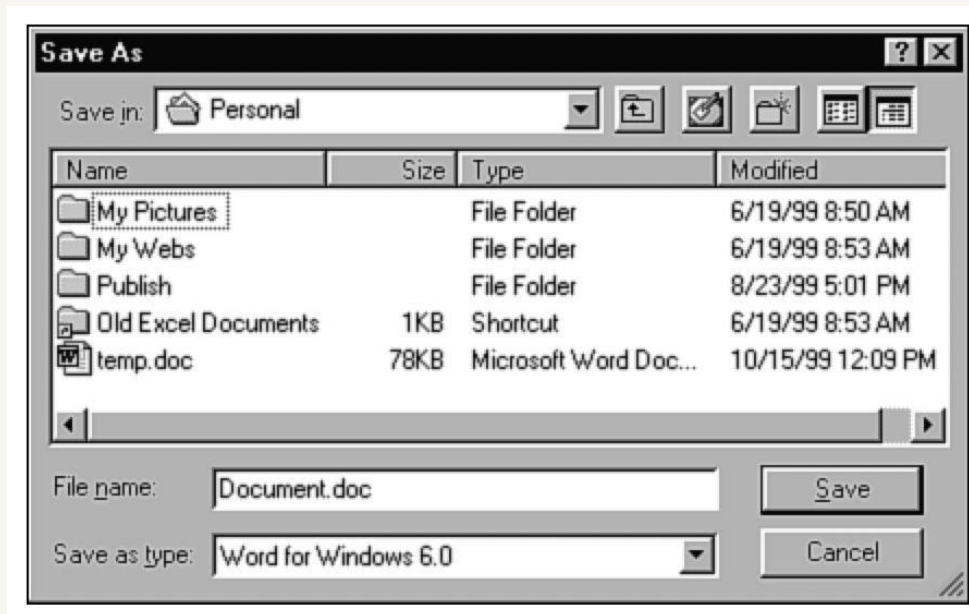 Save As
Save in: Personal
Name Size Type Modified
My Pictures File Folder 6/19/99 8:50 AM
My Webs File Folder 6/19/99 8:53 AM
Publish File Folder 8/23/99 5:01 PM
Old Excel Documents 1KB Shortcut 6/19/99 8:53 AM
temp.doc 78KB Microsoft Word Doc... 10/15/99 12:09 PM
File name: Document.doc Save
Save as type: Word for Windows 6.0 Cancel